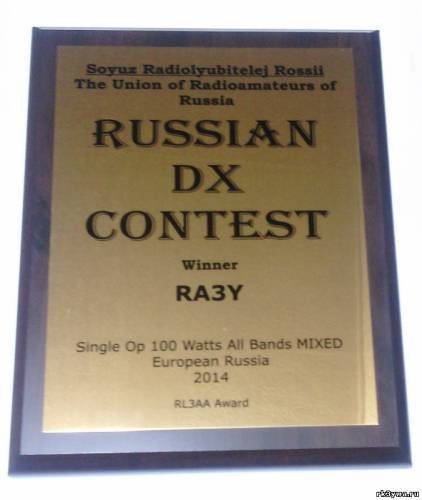 Soyuz Radiolyubitelej Rossii
The Union of Radioamateurs of
Russia
RUSSIAN
DX
CONTEST
Winner
RA3Y
Single Op 100 Watts All Bands MIXED
European Russia
2014
RL3AA Award
rk3ywa.ru